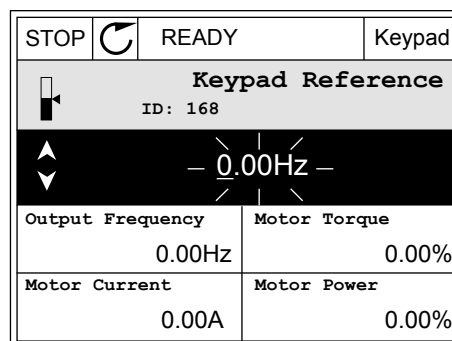 STOP READY Keypad
Keypad Reference
ID: 168
0.00Hz
Output Frequency Motor Torque
0.00Hz 0.00%
Motor Current Motor Power
0.00A 0.00%